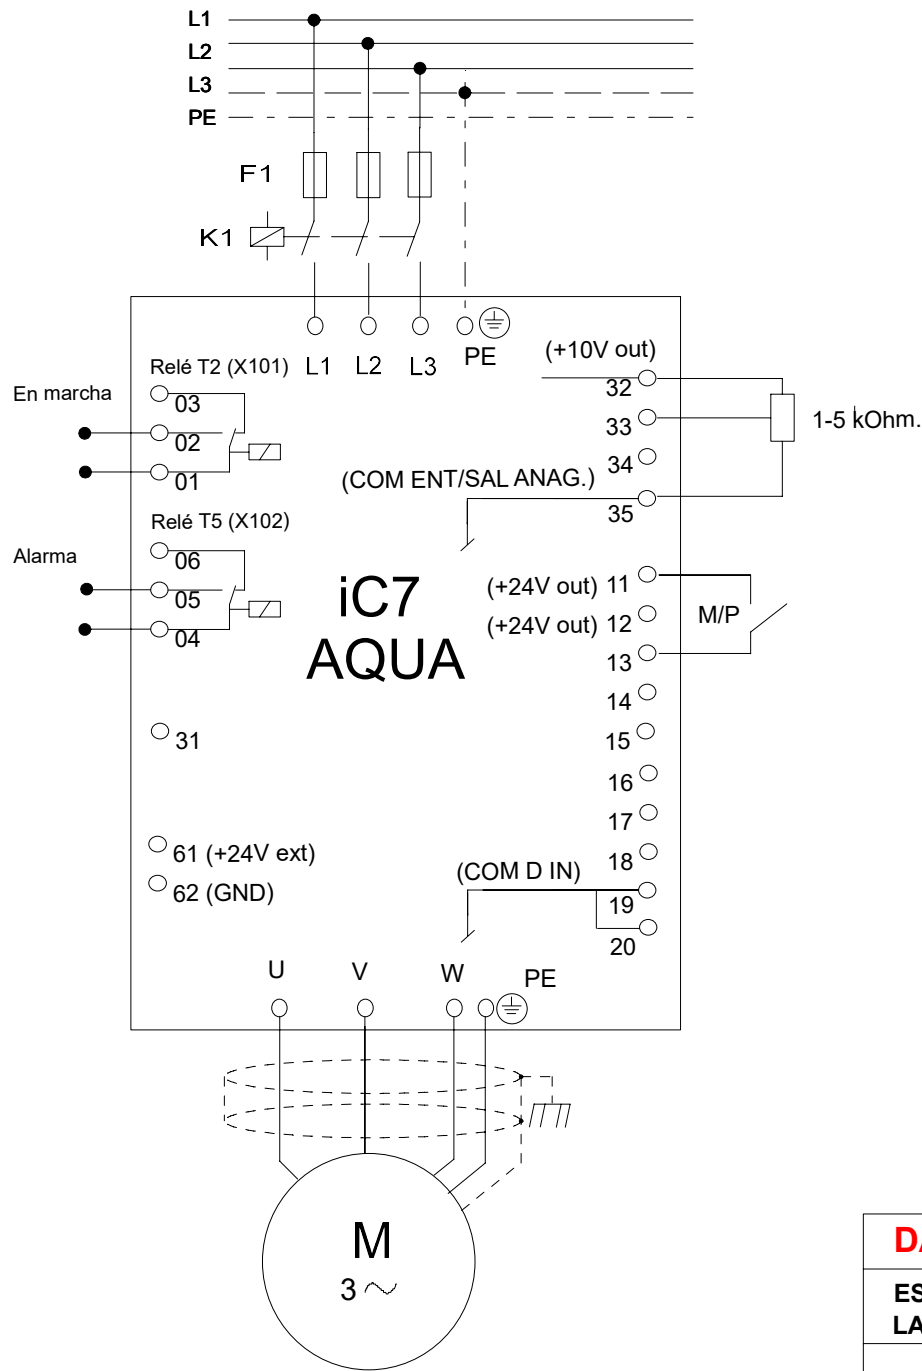 L1
L2
L3
PE
F1
K1
L1 L2 L3 PE
Relé T2 (X101)
En marcha
03
02
01
Relé T5 (X102)
Alarma
06
05
04
31
61 (+24V ext)
62 (GND)
iC7
AQUA
(+10V out)
32
33
34
(COM ENT/SAL ANAG.)
35
1-5 kOhm.
(+24V out) 11
(+24V out) 12
M/P
13
14
15
16
17
18
(COM D IN)
19
20
U V W PE
M
3